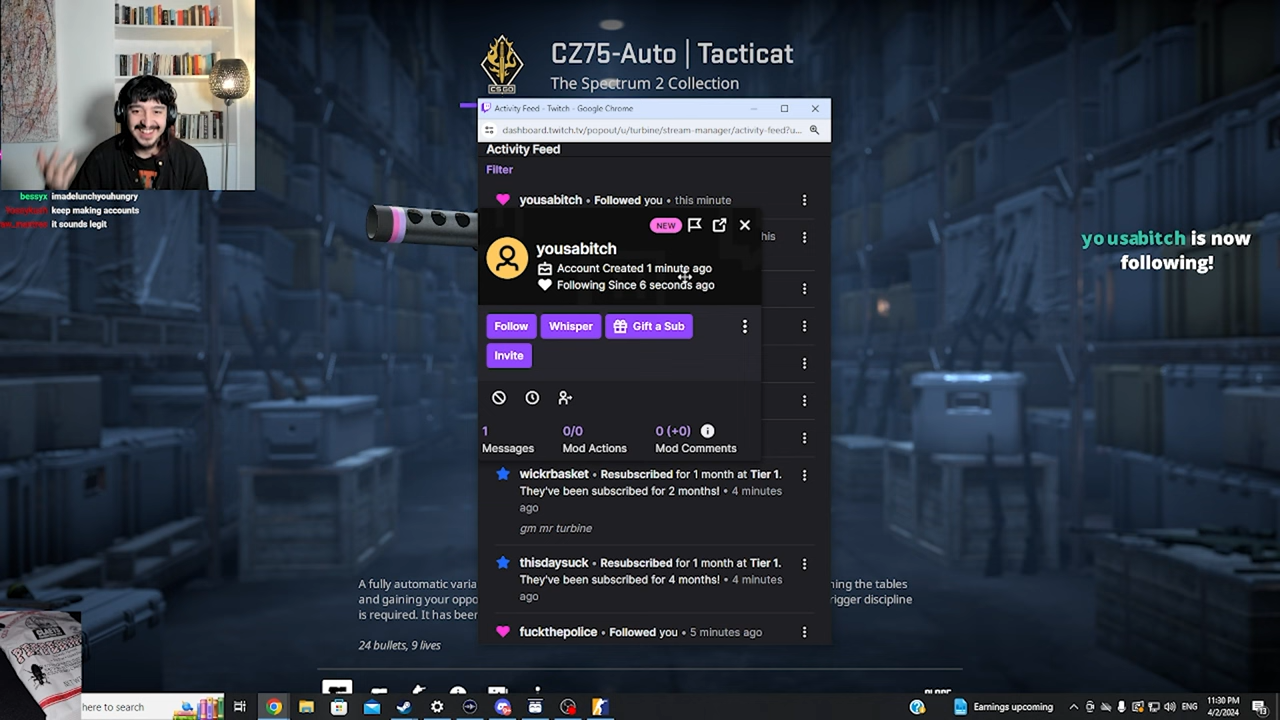 CZ75-Auto | Tacticat
The Spectrum 2 Collection
CS:GO
Activity Feed - Twitch - Google Chrome
dashboard.twitch.tv/popout/u/turbine/stream-manager/activity-feed?u...
Activity Feed
Filter
yousabitch • Followed you • this minute
NEW
his
yousabitch
Account Created 1 minute ago
Following Since 6 seconds ago
Follow Whisper Gift a Sub
Invite
1 0/0 0 (+0)
Messages Mod Actions Mod Comments
wickrbasket • Resubscribed for 1 month at Tier 1.
They've been subscribed for 2 months! • 4 minutes
ago
gm mr turbine
thisdaysuck • Resubscribed for 1 month at Tier 1.
They've been subscribed for 4 months! • 4 minutes
ago
fuckthepolice • Followed you • 5 minutes ago
bessyx imadelunchyouhungry
keep making accounts
it sounds legit
yousabitch is now
following!
A fully automatic varia ning the tables
and gaining your oppo rigger discipline
is required. It has beer
24 bullets, 9 lives
CLOSE
here to search
Earnings upcoming
ENG
11:30 PM
4/2/2024